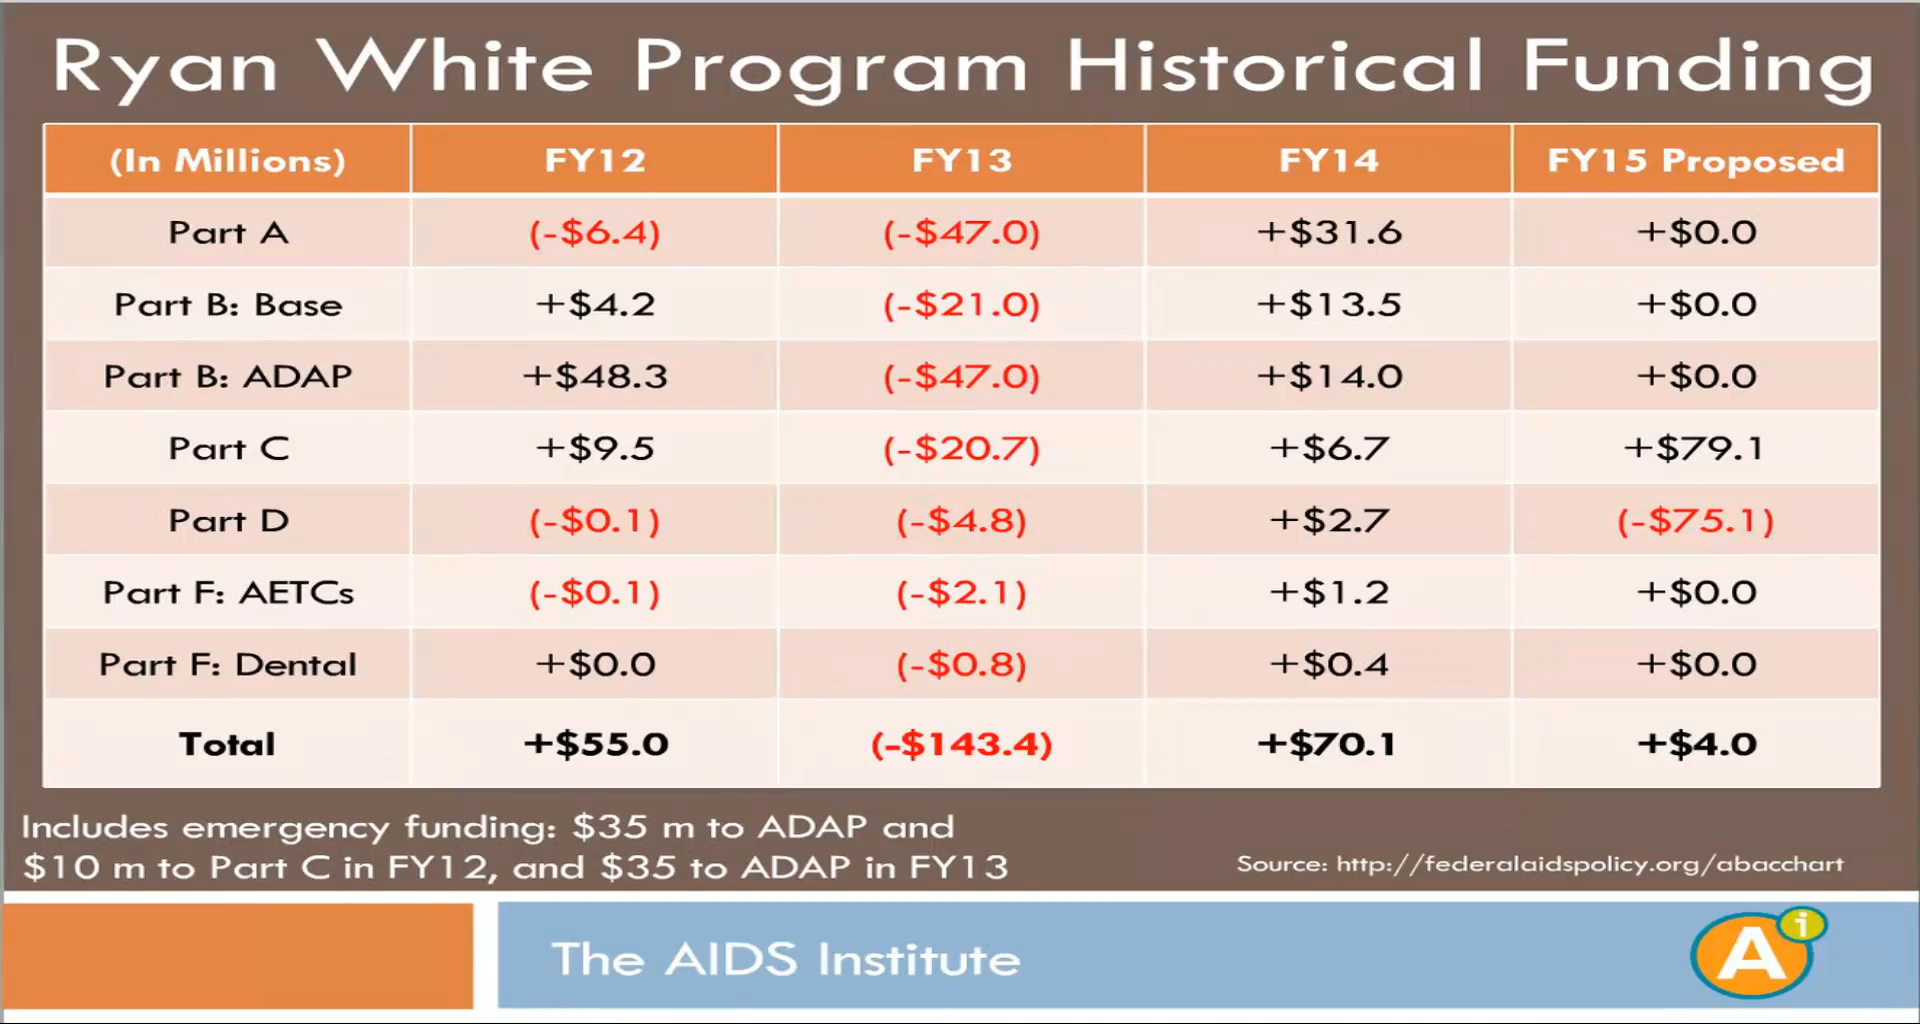 Ryan White Program Historical Funding
(In Millions) FY12 FY13 FY14 FY15 Proposed
Part A (-$6.4) (-$47.0) +$31.6 +$0.0
Part B: Base +$4.2 (-$21.0) +$13.5 +$0.0
Part B: ADAP +$48.3 (-$47.0) +$14.0 +$0.0
Part C +$9.5 (-$20.7) +$6.7 +$79.1
Part D (-$0.1) (-$4.8) +$2.7 (-$75.1)
Part F: AETCs (-$0.1) (-$2.1) +$1.2 +$0.0
Part F: Dental +$0.0 (-$0.8) +$0.4 +$0.0
Total +$55.0 (-$143.4) +$70.1 +$4.0
Includes emergency funding: $35 m to ADAP and
$10 m to Part C in FY12, and $35 to ADAP in FY13
Source: http://federalaidspolicy.org/abacchart
The AIDS Institute
A i